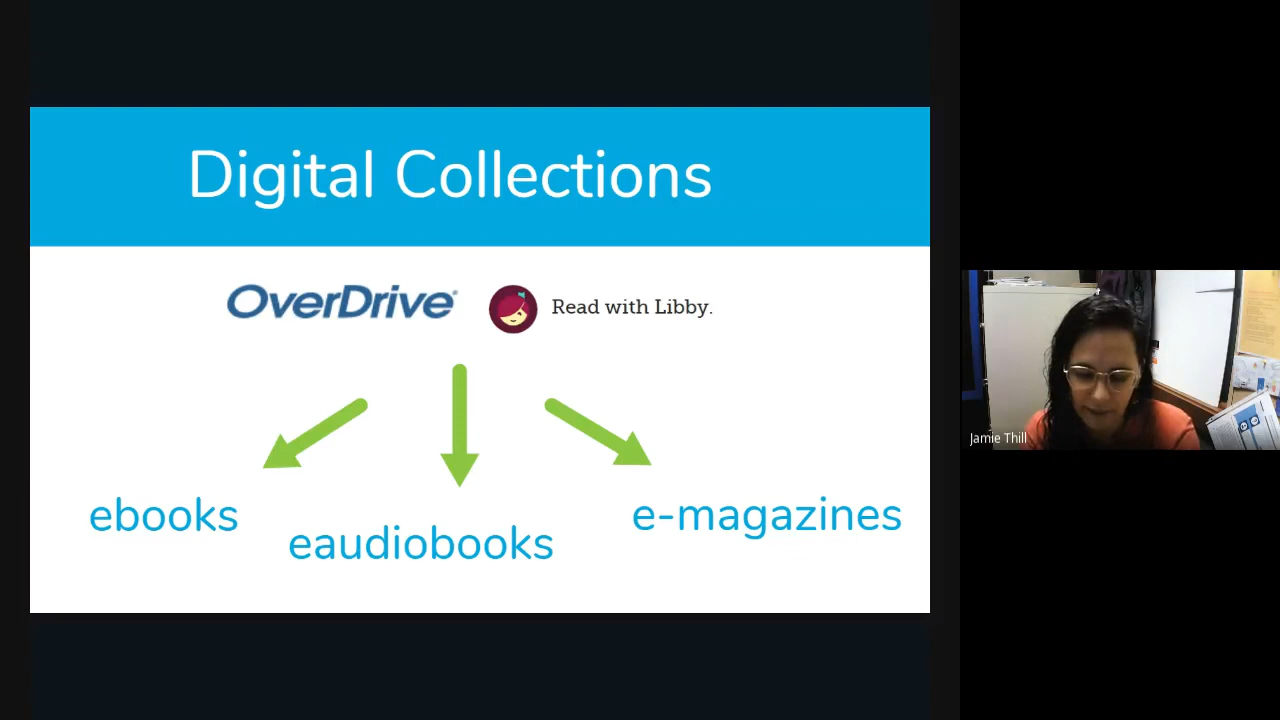 Digital Collections
OverDrive®
Read with Libby.
ebooks
eaudiobooks
e-magazines
Jamie Thill